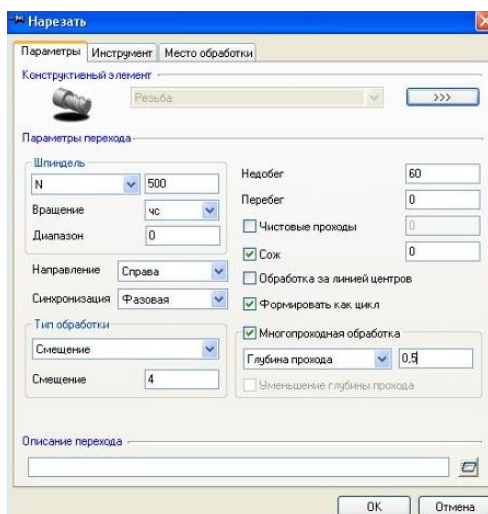 Нарезать
Параметры Инструмент Место обработки
Конструктивный элемент
Резьба >>>
Параметры перехода
Шпиндель
N 500
Вращение чс
Диапазон 0
Направление Справа
Синхронизация Фазовая
Тип обработки
Смещение
Смещение 4
Недобег 60
Перебег 0
Чистовые проходы 0
Сож 0
Обработка за линией центров
Формировать как цикл
Многопроходная обработка
Глубина прохода 0,5
Уменьшение глубины прохода
Описание перехода
OK Отмена